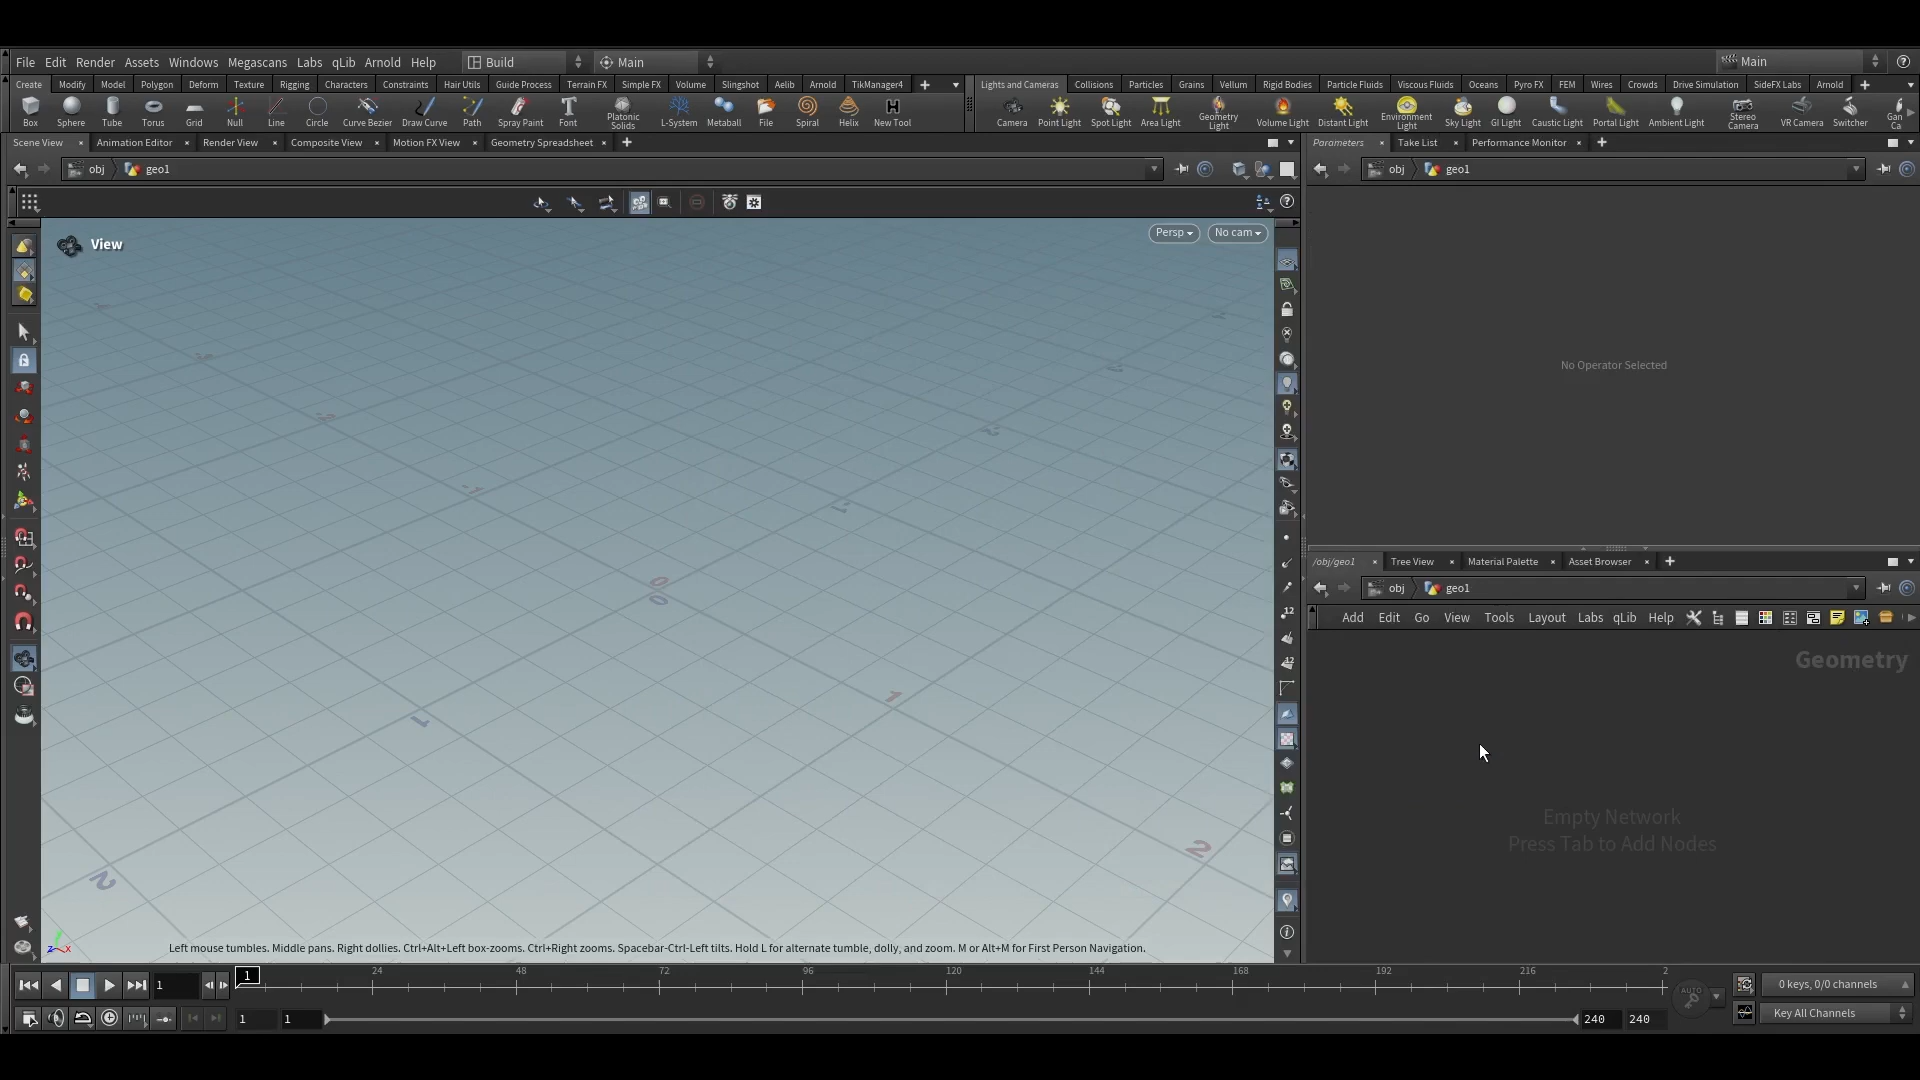 File Edit Render Assets Windows Megascans Labs qLib Arnold Help Build Main Main
Create Modify Model Polygon Deform Texture Rigging Characters Constraints Hair Utils Guide Process Terrain FX Simple FX Volume Slingshot Aelib Arnold TikManager4
Lights and Cameras Collisions Particles Grains Vellum Rigid Bodies Particle Fluids Viscous Fluids Oceans Pyro FX FEM Wires Crowds Drive Simulation SideFX Labs Arnold
Box Sphere Tube Torus Grid Null Line Circle Curve Bezier Draw Curve Path Spray Paint Font Platonic Solids L-System Metaball File Spiral Helix New Tool
Camera Point Light Spot Light Area Light Geometry Light Volume Light Distant Light Environment Light Sky Light GI Light Caustic Light Portal Light Ambient Light Stereo Camera VR Camera Switcher Gan Ca
Scene View Animation Editor Render View Composite View Motion FX View Geometry Spreadsheet
Parameters Take List Performance Monitor
obj geo1
obj geo1
View
Persp No cam
No Operator Selected
/obj/geo1 Tree View Material Palette Asset Browser
obj geo1
Add Edit Go View Tools Layout Labs qLib Help
Geometry
Empty Network
Press Tab to Add Nodes
0
0
1
1
2
2
Left mouse tumbles. Middle pans. Right dollies. Ctrl+Alt+Left box-zooms. Ctrl+Right zooms. Spacebar-Ctrl-Left tilts. Hold L for alternate tumble, dolly, and zoom. M or Alt+M for First Person Navigation.
z x
1 1 24 48 72 96 120 144 168 192 216 2
AUTO
0 keys, 0/0 channels
1 1 240 240
Key All Channels